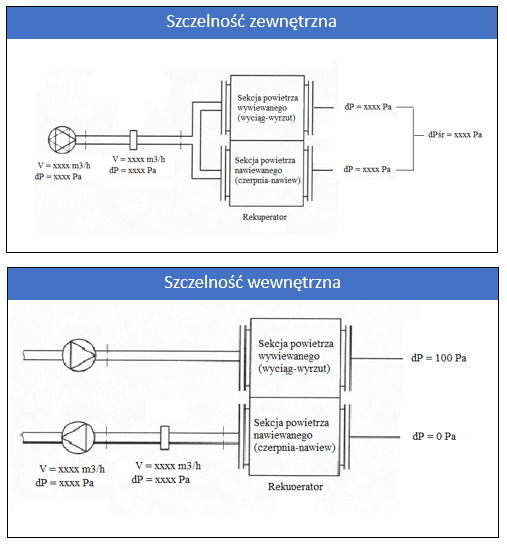 Szczelność zewnętrzna
Sekcja powietrza
wywiewanego
(wyciąg-wyrzut)
dP = xxxx Pa
dPśr = xxxx Pa
V = xxxx m3/h
dP = xxxx Pa
V = xxxx m3/h
dP = xxxx Pa
Sekcja powietrza
nawiewanego
(czerpnia-nawiew)
dP = xxxx Pa
Rekuperator
Szczelność wewnętrzna
Sekcja powietrza
wywiewanego
(wyciąg-wyrzut)
dP = 100 Pa
Sekcja powietrza
nawiewanego
(czerpnia-nawiew)
dP = 0 Pa
V = xxxx m3/h
dP = xxxx Pa
V = xxxx m3/h
dP = xxxx Pa
Rekuperator